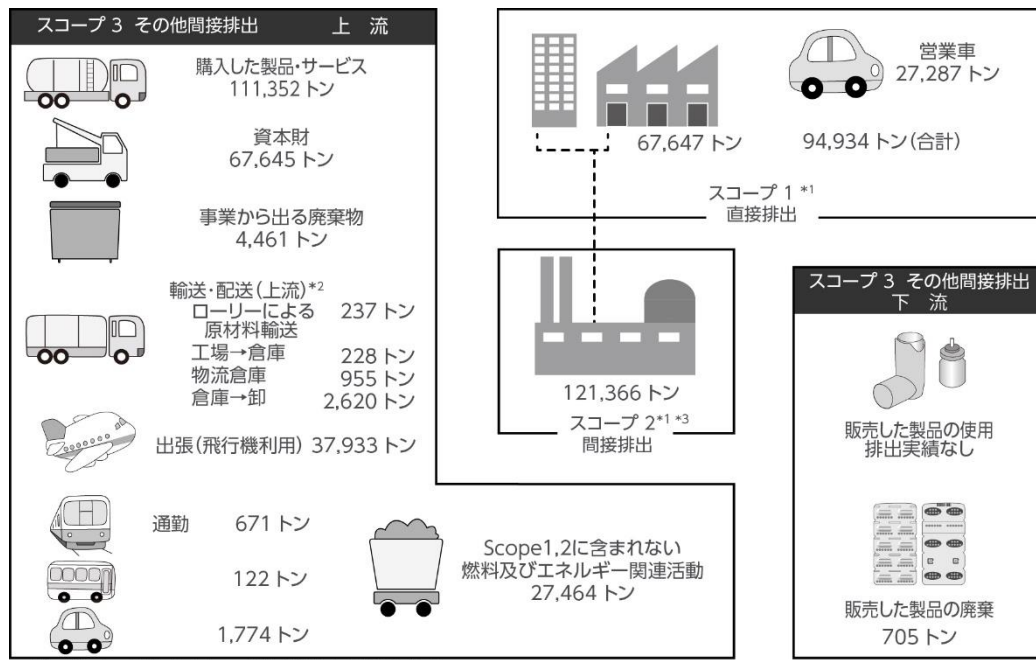 スコープ 3 その他間接排出 上 流
購入した製品・サービス
111,352 トン
資本財
67,645 トン
事業から出る廃棄物
4,461 トン
輸送・配送(上流)*2
ローリーによる 237 トン
原材料輸送
工場→倉庫 228 トン
物流倉庫 955 トン
倉庫→卸 2,620 トン
出張(飛行機利用) 37,933 トン
通勤 671 トン
122 トン
1,774 トン
Scope1,2に含まれない
燃料及びエネルギー関連活動
27,464 トン
営業車
27,287 トン
67,647 トン 94,934 トン(合計)
スコープ 1 *1
直接排出
121,366 トン
スコープ 2*1 *3
間接排出
スコープ 3 その他間接排出
下 流
販売した製品の使用
排出実績なし
販売した製品の廃棄
705 トン